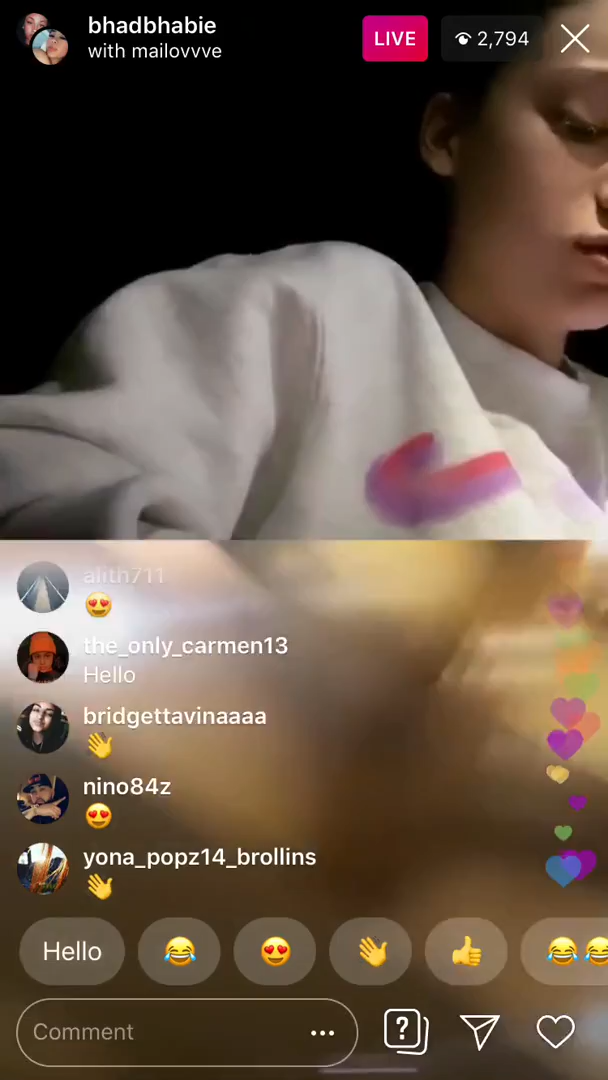 bhadbhabie
with mailovvve
LIVE
2,794
alith711
😍
the_only_carmen13
Hello
bridgettavinaaaa
👋
nino84z
😍
yona_popz14_brollins
👋
Hello 😂 😍 👋 👍 😂😂
Comment